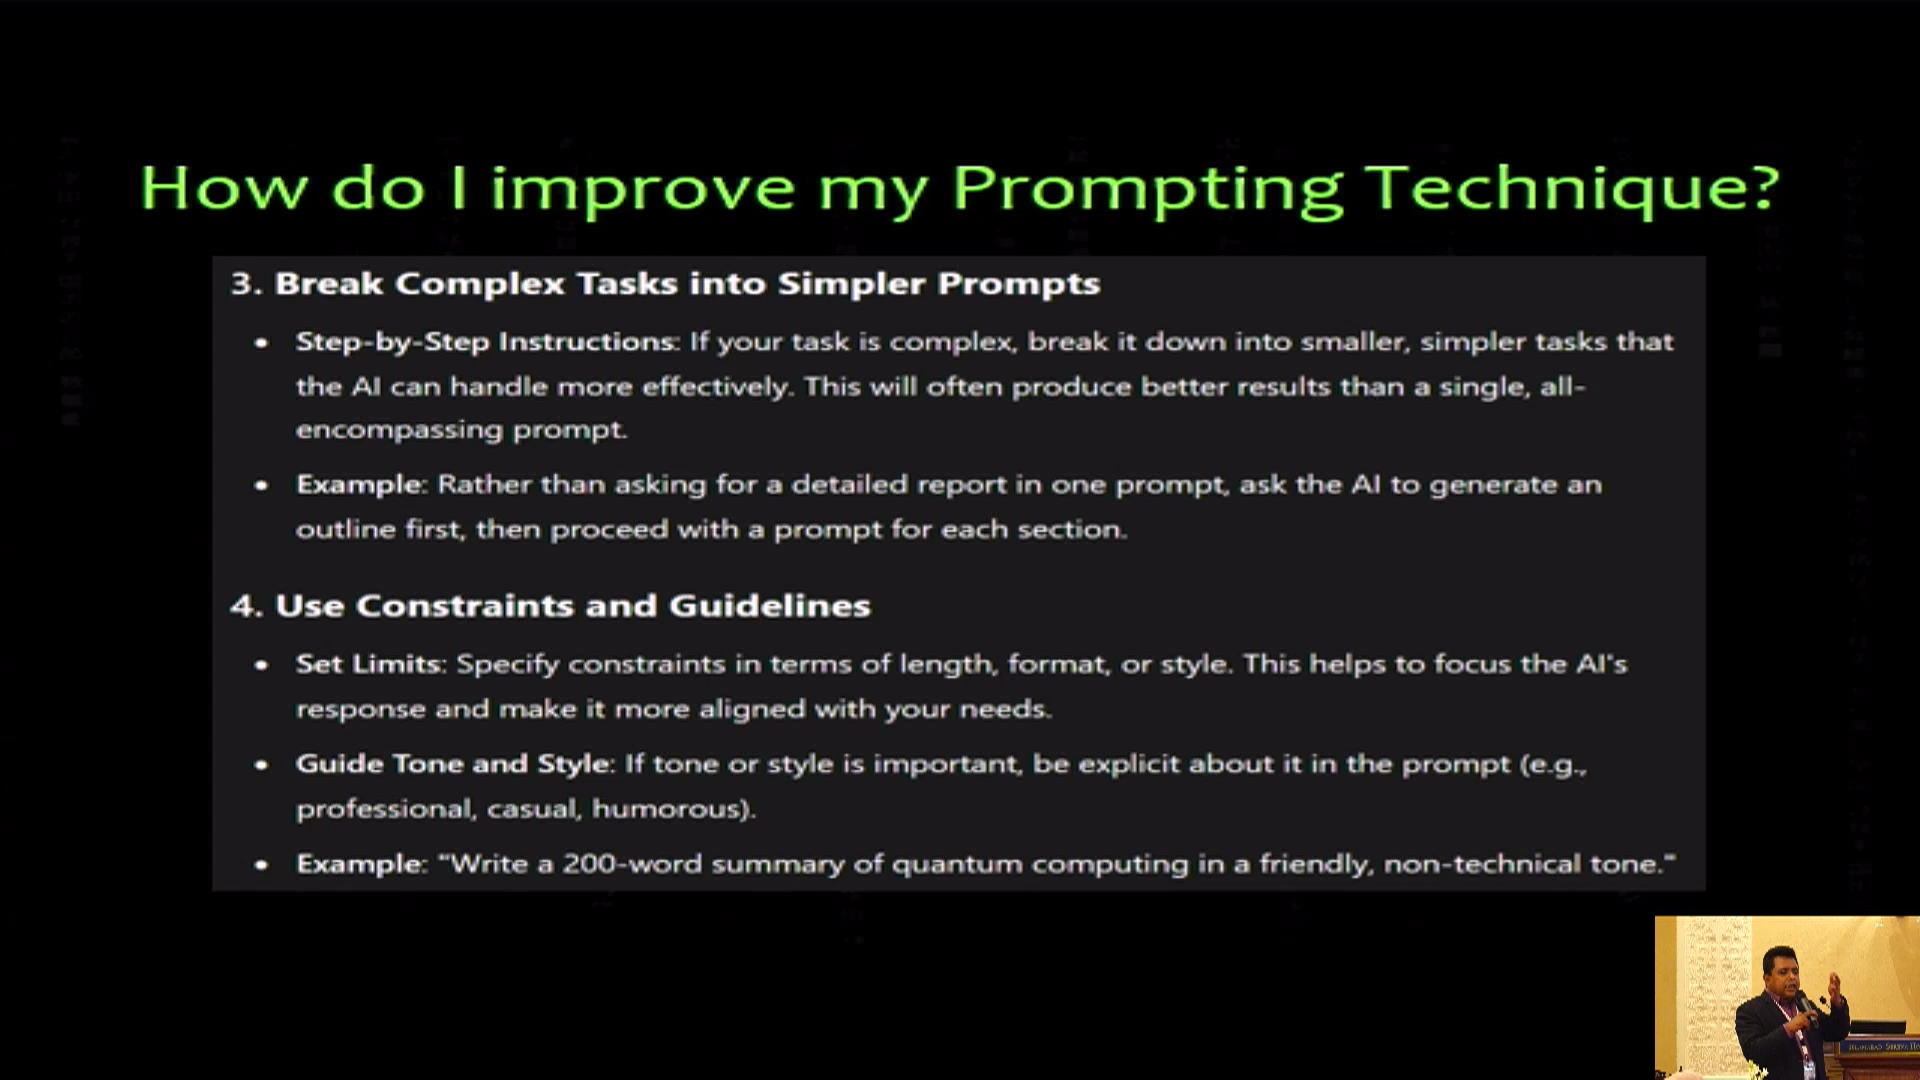 How do I improve my Prompting Technique?
3. Break Complex Tasks into Simpler Prompts
• Step-by-Step Instructions: If your task is complex, break it down into smaller, simpler tasks that
the AI can handle more effectively. This will often produce better results than a single, all-
encompassing prompt.
• Example: Rather than asking for a detailed report in one prompt, ask the AI to generate an
outline first, then proceed with a prompt for each section.
4. Use Constraints and Guidelines
• Set Limits: Specify constraints in terms of length, format, or style. This helps to focus the AI's
response and make it more aligned with your needs.
• Guide Tone and Style: If tone or style is important, be explicit about it in the prompt (e.g.,
professional, casual, humorous).
• Example: "Write a 200-word summary of quantum computing in a friendly, non-technical tone."